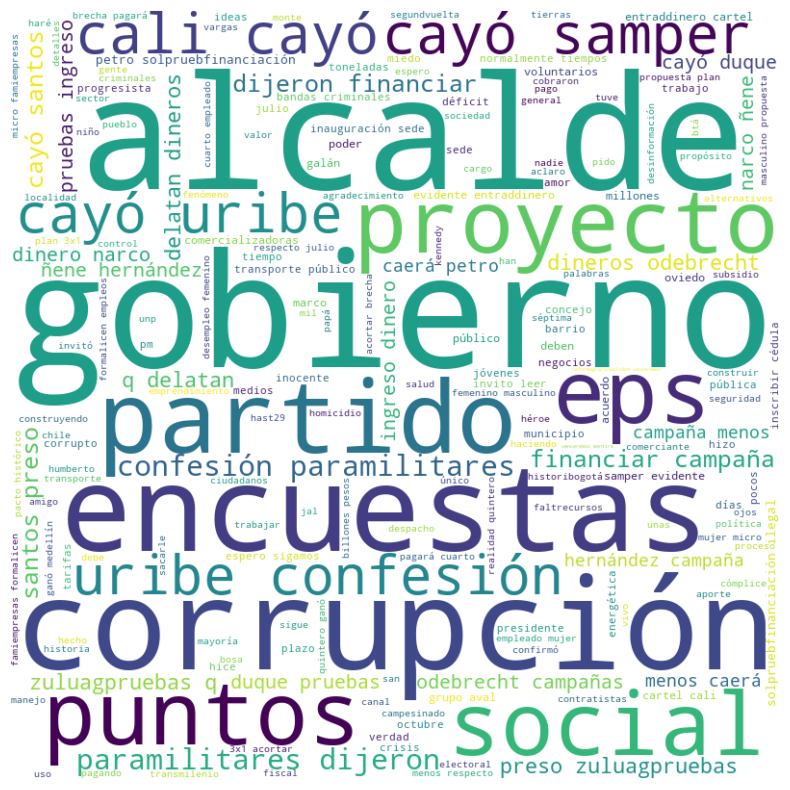 cali cayó
cayó samper
alcalde
dijeron financiar
cayó uribe
proyecto
gobierno
partido
eps
encuestas
uribe confesión
corrupción
puntos
social
paramilitares dijeron
confesión paramilitares
financiar campaña
dineros odebrecht
caerá petro
ñene hernández
dinero narco
q delatan
ingreso dinero
delatan dineros
pruebas ingreso
cayó santos
santos preso
narco ñene
cayó duque
campaña menos
hernández campaña
zuluagpruebas q
duque pruebas
odebrecht campañas
menos caerá
preso zuluagpruebas
solpruebfinanciación ilegal
petro solpruebfinanciación
entraddinero cartel
evidente entraddinero
samper evidente
cartel cali
brecha pagará
segundvuelta
tierras
monte
vargas
ideas
haré
detalles
micro famiempresas
gente
criminales
progresista
sector
miedo
espero
toneladas
normalmente tiempos
voluntarios
cobraron
pago
general
tuve
propuesta plan
trabajo
masculino propuesta
bandas criminales
julio
déficit
sociedad
niño
pueblo
valor
cuarto empleado
inauguración sede
poder
sede
galán
cargo
nadie
aclaro
amor
pido
desinformación
btá
propósito
localidad
fenómeno
agradecimiento
millones
alternativos
plan 3x1
control
comercializadoras
tiempo
transporte público
respecto julio
kennedy
han
palabras
oviedo
subsidio
formalicen empleos
unp
invitó
pm
desempleo femenino
marco
mil
papá
acortar brecha
público
concejo
séptima
barrio
deben
construir
pública
seguridad
negocios
acuerdo
inscribir cédula
jóvenes
invito leer
medios
inocente
emprendimiento
salud
femenino masculino
héroe
hast29
homicidio
construyendo
chile
corrupto
haciendo
municipio
comerciante
hizo
pacto histórico
humberto
transporte
amigo
ciudadanos
único
historibogotá
faltrecursos
días
ojos
pocos
política
ganó medellín
trabajar
jal
billones pesos
despacho
realidad quintero
unas
mujer micro
proceso
famiempresas formalicen
debe
tarifas
sacarle
espero sigamos
pagará cuarto
energética
cómplice
aporte
vivo
hecho
historia
mayoría
sigue
plazo
quintero ganó
presidente
empleado mujer
confirmó
bosa
hice
san
manejo
canal
campesinado
grupo aval
contratistas
verdad
octubre
crisis
3x1 acortar
electoral
menos respecto
uso
pagando
transmilenio
fiscal